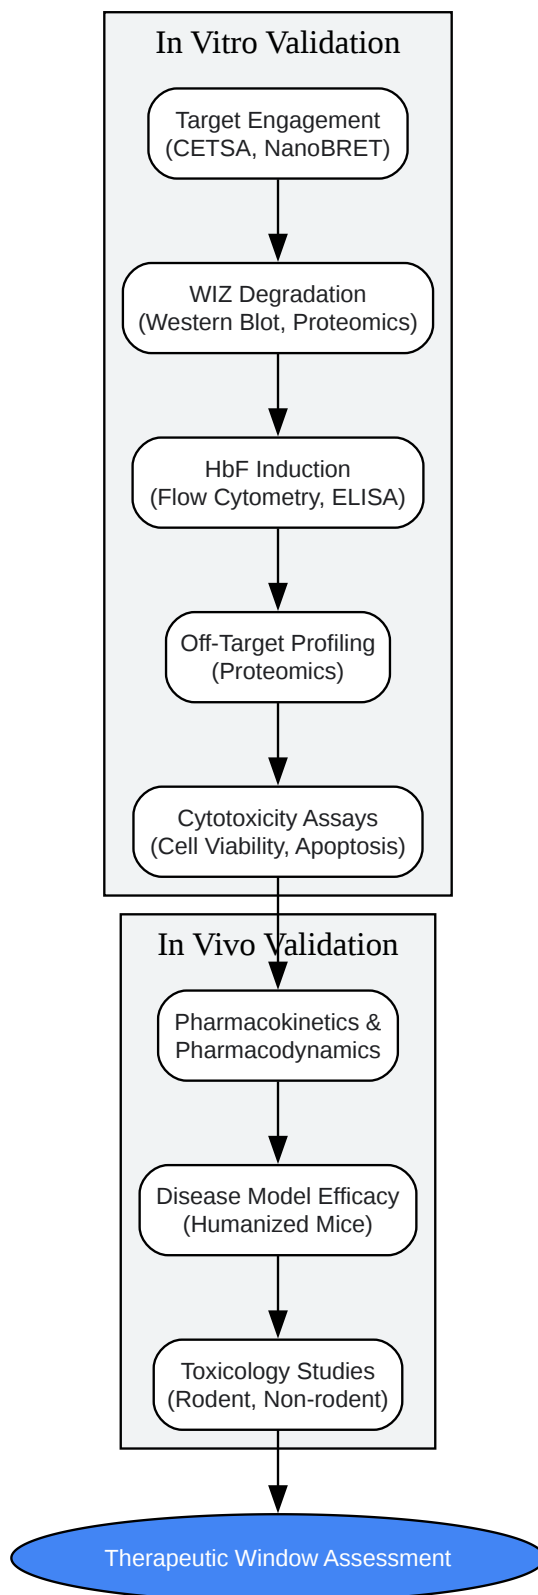 In Vitro Validation
Target Engagement
(CETSA, NanoBRET)
WIZ Degradation
(Western Blot, Proteomics)
HbF Induction
(Flow Cytometry, ELISA)
Off-Target Profiling
(Proteomics)
Cytotoxicity Assays
(Cell Viability, Apoptosis)
In Vivo Validation
Pharmacokinetics &
Pharmacodynamics
Disease Model Efficacy
(Humanized Mice)
Toxicology Studies
(Rodent, Non-rodent)
Therapeutic Window Assessment